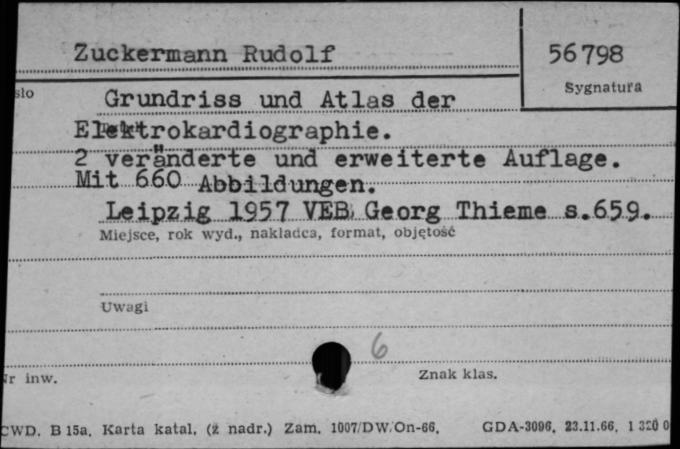 Zuckermann Rudolf
56798
Sygnatura
sło
Grundriss und Atlas der
Elektrokardiographie.
2 veränderte und erweiterte Auflage.
Mit 660 Abbildungen.
Leipzig 1957 VEB Georg Thieme s.659.
Miejsce, rok wyd., nakładca, format, objętość
Uwagi
6
Nr inw.
Znak klas.
CWD. B 15a. Karta katal. (ż nadr.) Zam. 1007/DW/On-66. GDA-3096, 23.11.66, 1 320 0